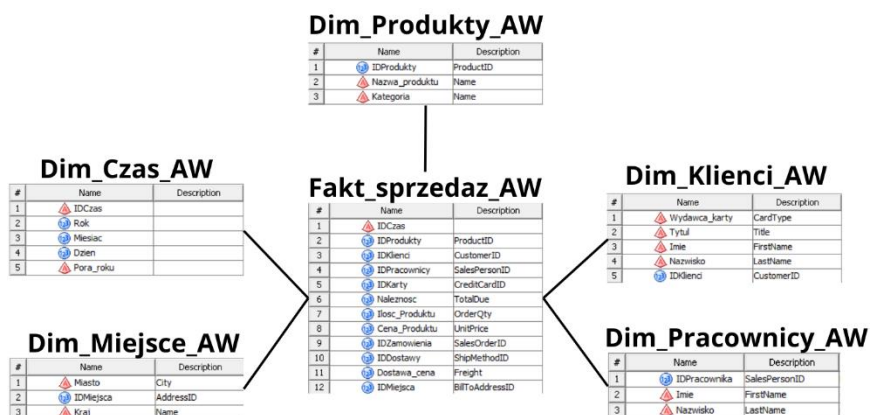 Dim_Produkty_AW
# Name Description
1 IDProdukty ProductID
2 Nazwa_produktu Name
3 Kategoria Name
Dim_Czas_AW
# Name Description
1 IDCzas
2 Rok
3 Miesiac
4 Dzien
5 Pora_roku
Dim_Miejsce_AW
# Name Description
1 Miasto City
2 IDMiejsca AddressID
3 Kraj Name
Fakt_sprzedaz_AW
# Name Description
1 IDCzas
2 IDProdukty ProductID
3 IDKlienci CustomerID
4 IDPracownicy SalesPersonID
5 IDKarty CreditCardID
6 Naleznosc TotalDue
7 Ilosc_Produktu OrderQty
8 Cena_Produktu UnitPrice
9 IDZamowienia SalesOrderID
10 IDDostawy ShipMethodID
11 Dostawa_cena Freight
12 IDMiejsca BillToAddressID
Dim_Klienci_AW
# Name Description
1 Wydawca_karty CardType
2 Tytul Title
3 Imie FirstName
4 Nazwisko LastName
5 IDKlienci CustomerID
Dim_Pracownicy_AW
# Name Description
1 IDPracownika SalesPersonID
2 Imie FirstName
3 Nazwisko LastName